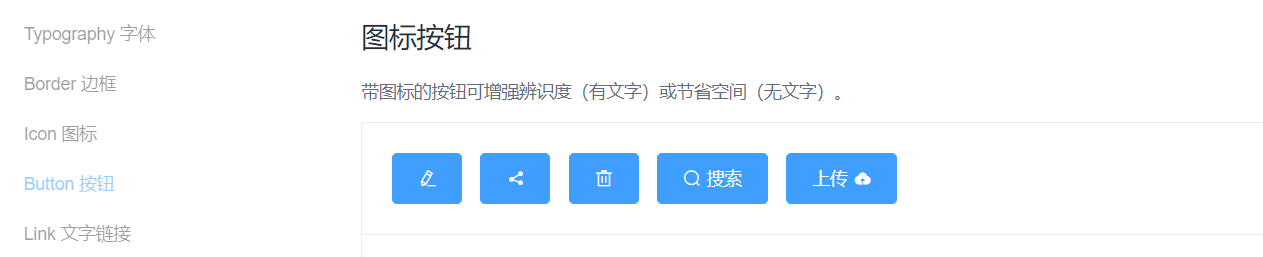 Typography 字体
Border 边框
Icon 图标
Button 按钮
Link 文字链接
图标按钮
带图标的按钮可增强辨识度（有文字）或节省空间（无文字）。
搜索
上传